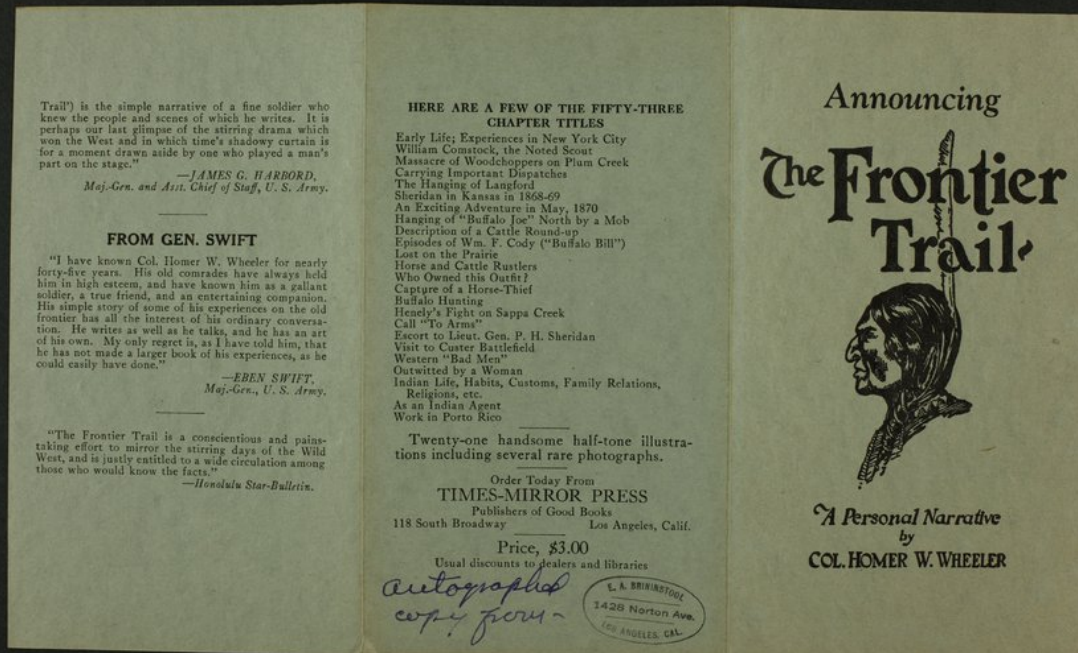 Trail') is the simple narrative of a fine soldier who
knew the people and scenes of which he writes. It is
perhaps our last glimpse of the stirring drama which
won the West and in which time's shadowy curtain is
for a moment drawn aside by one who played a man's
part on the stage."
—JAMES G. HARBORD,
Maj.-Gen. and Asst. Chief of Staff, U. S. Army.
FROM GEN. SWIFT
"I have known Col. Homer W. Wheeler for nearly
forty-five years. His old comrades have always held
him in high esteem, and have known him as a gallant
soldier, a true friend, and an entertaining companion.
His simple story of some of his experiences on the old
frontier has all the interest of his ordinary conversa-
tion. He writes as well as he talks, and he has an art
of his own. My only regret is, as I have told him, that
he has not made a larger book of his experiences, as he
could easily have done."
—EBEN SWIFT,
Maj.-Gen., U. S. Army.
"The Frontier Trail is a conscientious and pains-
taking effort to mirror the stirring days of the Wild
West, and is justly entitled to a wide circulation among
those who would know the facts."
—Honolulu Star-Bulletin.
HERE ARE A FEW OF THE FIFTY-THREE
CHAPTER TITLES
Early Life; Experiences in New York City
William Comstock, the Noted Scout
Massacre of Woodchoppers on Plum Creek
Carrying Important Dispatches
The Hanging of Langford
Sheridan in Kansas in 1868-69
An Exciting Adventure in May, 1870
Hanging of "Buffalo Joe" North by a Mob
Description of a Cattle Round-up
Episodes of Wm. F. Cody ("Buffalo Bill")
Lost on the Prairie
Horse and Cattle Rustlers
Who Owned this Outfit?
Capture of a Horse-Thief
Buffalo Hunting
Henely's Fight on Sappa Creek
Call "To Arms"
Escort to Lieut. Gen. P. H. Sheridan
Visit to Custer Battlefield
Western "Bad Men"
Outwitted by a Woman
Indian Life, Habits, Customs, Family Relations,
Religions, etc.
As an Indian Agent
Work in Porto Rico
Twenty-one handsome half-tone illustra-
tions including several rare photographs.
Order Today From
TIMES-MIRROR PRESS
Publishers of Good Books
118 South Broadway Los Angeles, Calif.
Price, $3.00
Usual discounts to dealers and libraries
autographed
copy from-
E. A. BRININSTOOL
1428 Norton Ave.
LOS ANGELES, CAL.
Announcing
The Frontier
Trail
A Personal Narrative
by
COL. HOMER W. WHEELER